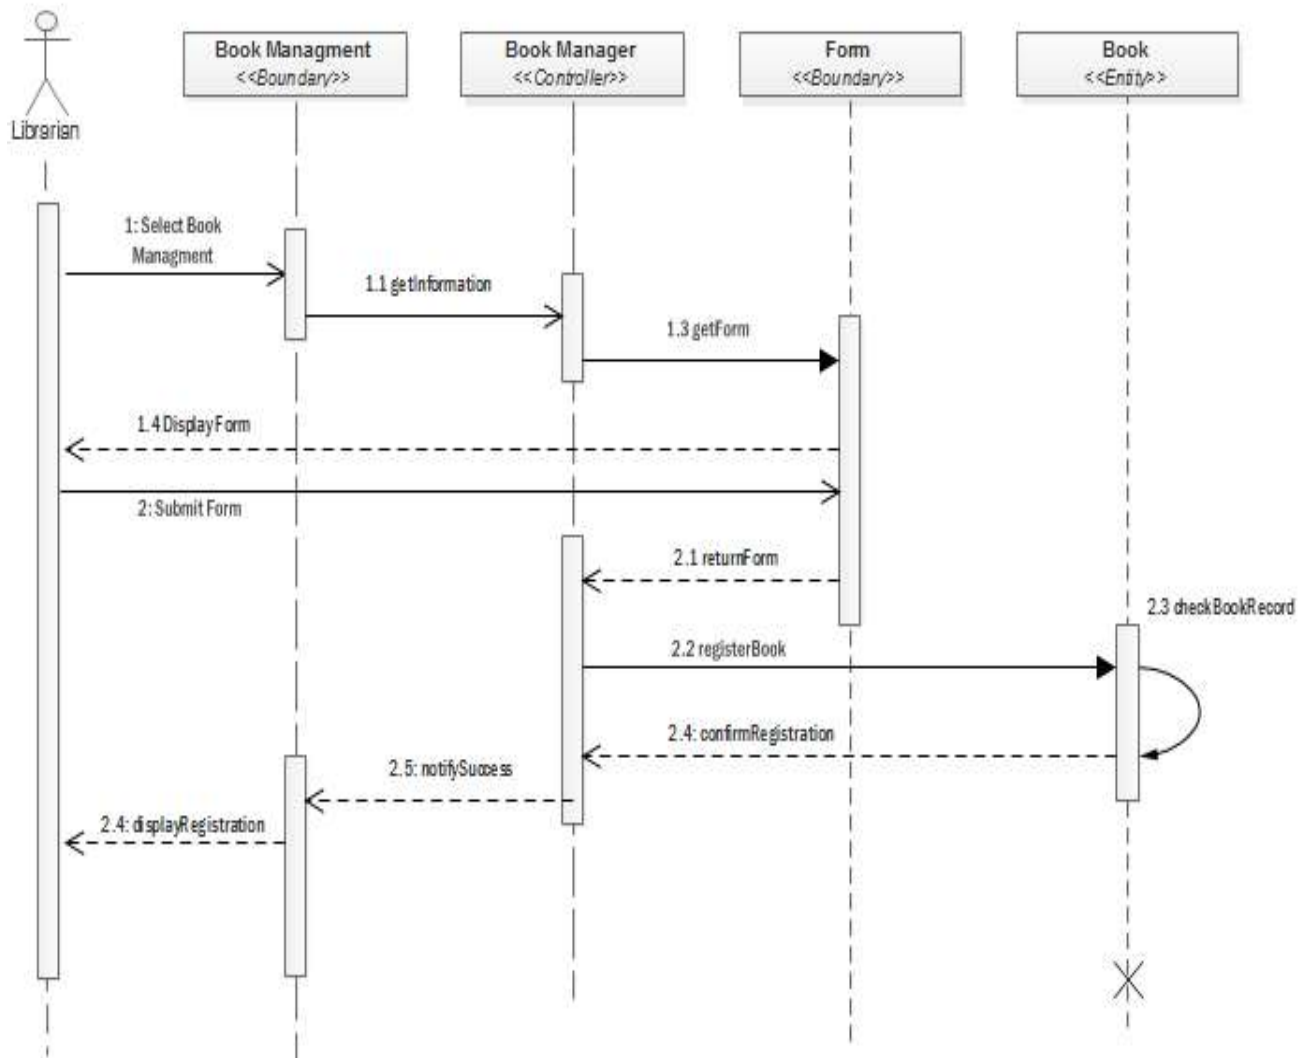 Book Managment
<<Boundary>>
Book Manager
<<Controller>>
Form
<<Boundary>>
Book
<<Entity>>
Librarian
1: Select Book
Managment
1.1 getInformation
1.3 getForm
1.4 DisplayForm
2: Submit Form
2.1 returnForm
2.3 checkBookRecord
2.2 registerBook
2.4: confirmRegistration
2.5: notifySuccess
2.4: displayRegistration